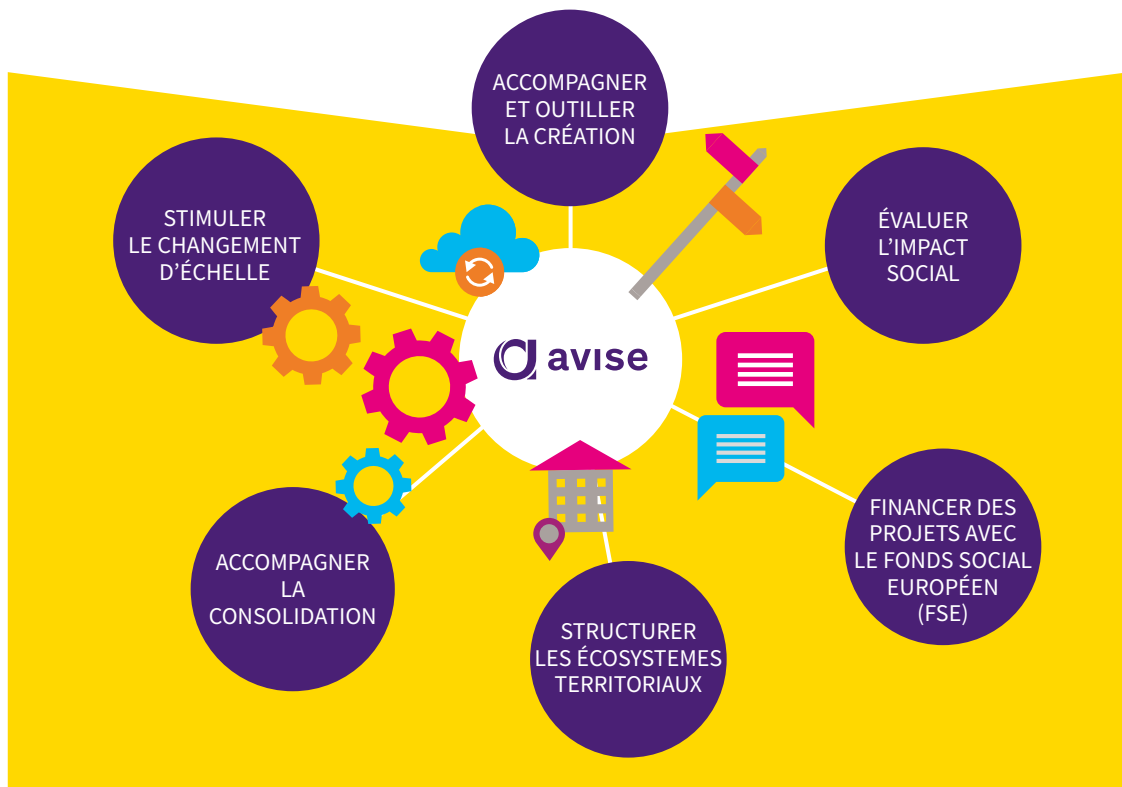 ACCOMPAGNER
ET OUTILLER
LA CRÉATION
STIMULER
LE CHANGEMENT
D'ÉCHELLE
ÉVALUER
L'IMPACT
SOCIAL
avise
FINANCER DES
PROJETS AVEC
LE FONDS SOCIAL
EUROPÉEN
(FSE)
ACCOMPAGNER
LA
CONSOLIDATION
STRUCTURER
LES ÉCOSYSTEMES
TERRITORIAUX